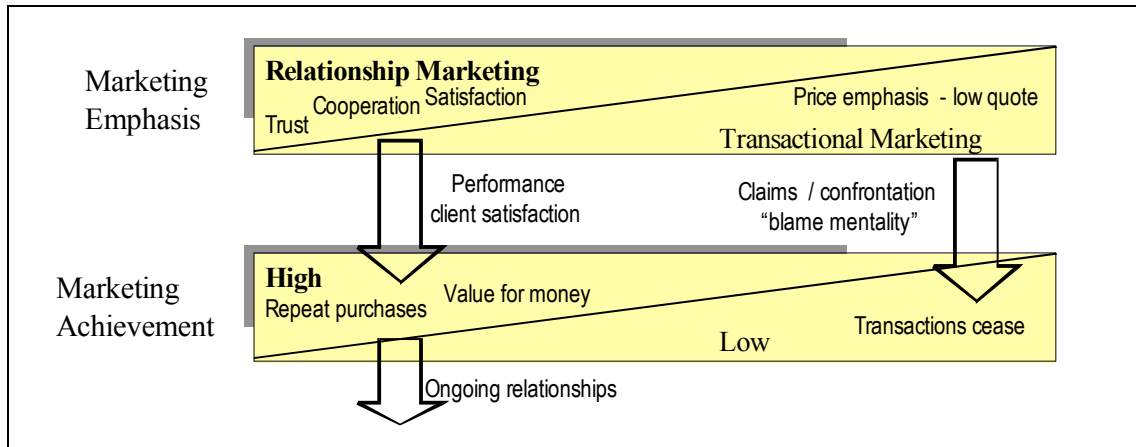 Marketing
Emphasis
Relationship Marketing
Trust
Cooperation
Satisfaction
Price emphasis - low quote
Transactional Marketing
Performance
client satisfaction
Claims / confrontation
“blame mentality”
Marketing
Achievement
High
Repeat purchases
Value for money
Low
Transactions cease
Ongoing relationships